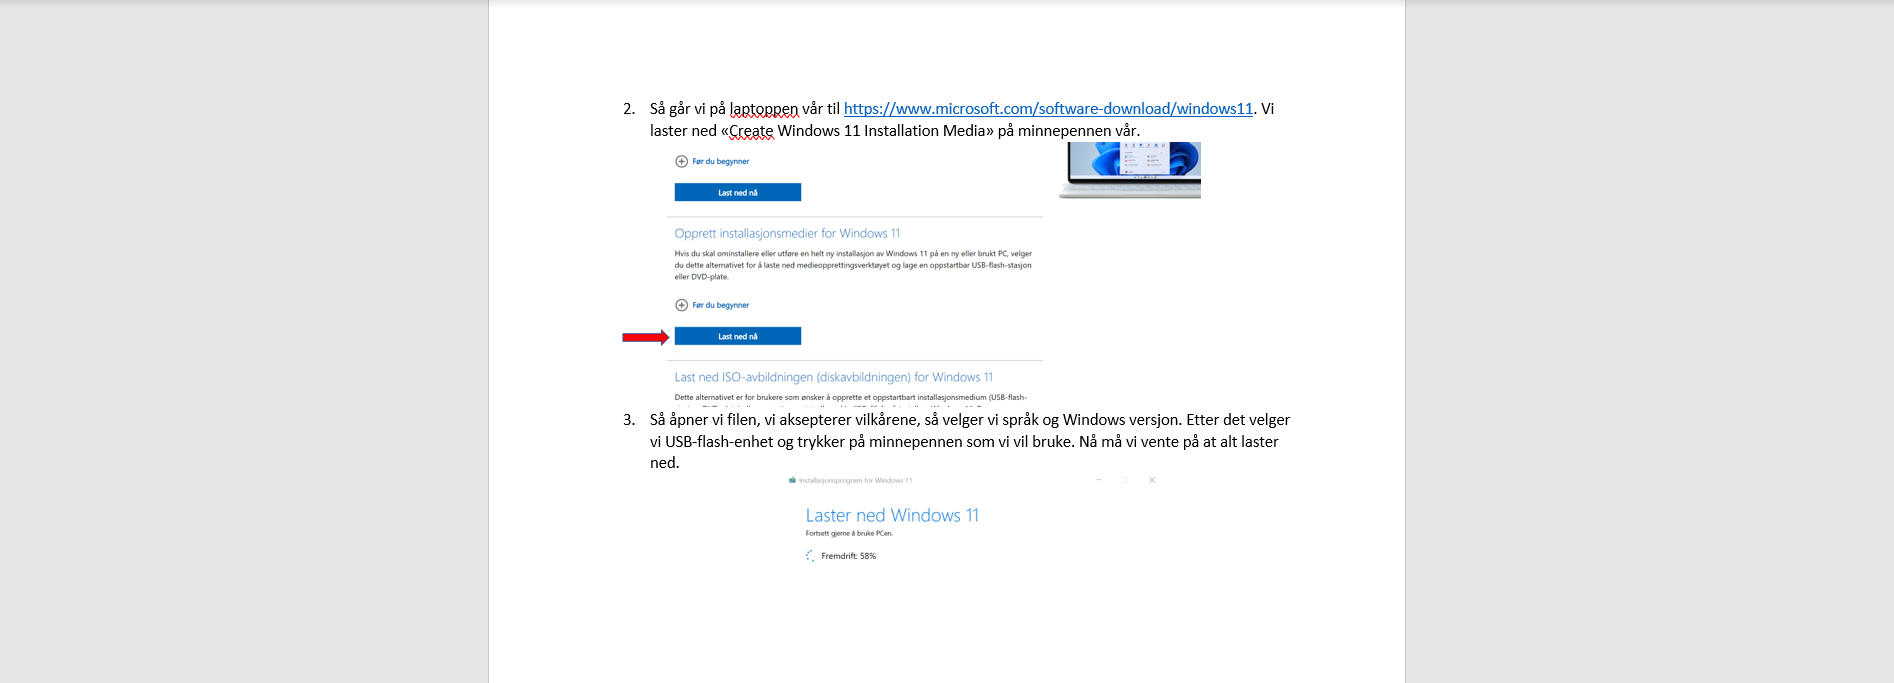 2. Så går vi på laptoppen vår til https://www.microsoft.com/software-download/windows11. Vi
laster ned «Create Windows 11 Installation Media» på minnepennen vår.
Før du begynner
Last ned nå
Opprett installasjonsmedier for Windows 11
Hvis du skal ominstallere eller utføre en helt ny installasjon av Windows 11 på en ny eller brukt PC, velger
du dette alternativet for å laste ned medieopprettingsverktøyet og lage en oppstartbar USB-flash-stasjon
eller DVD-plate.
Før du begynner
Last ned nå
Last ned ISO-avbildningen (diskavbildningen) for Windows 11
Dette alternativet er for brukere som ønsker å opprette et oppstartbart installasjonsmedium (USB-flash-
3. Så åpner vi filen, vi aksepterer vilkårene, så velger vi språk og Windows versjon. Etter det velger
vi USB-flash-enhet og trykker på minnepennen som vi vil bruke. Nå må vi vente på at alt laster
ned.
Installasjonsprogram for Windows 11
Laster ned Windows 11
Fortsett gjerne å bruke PCen.
Fremdrift: 58%